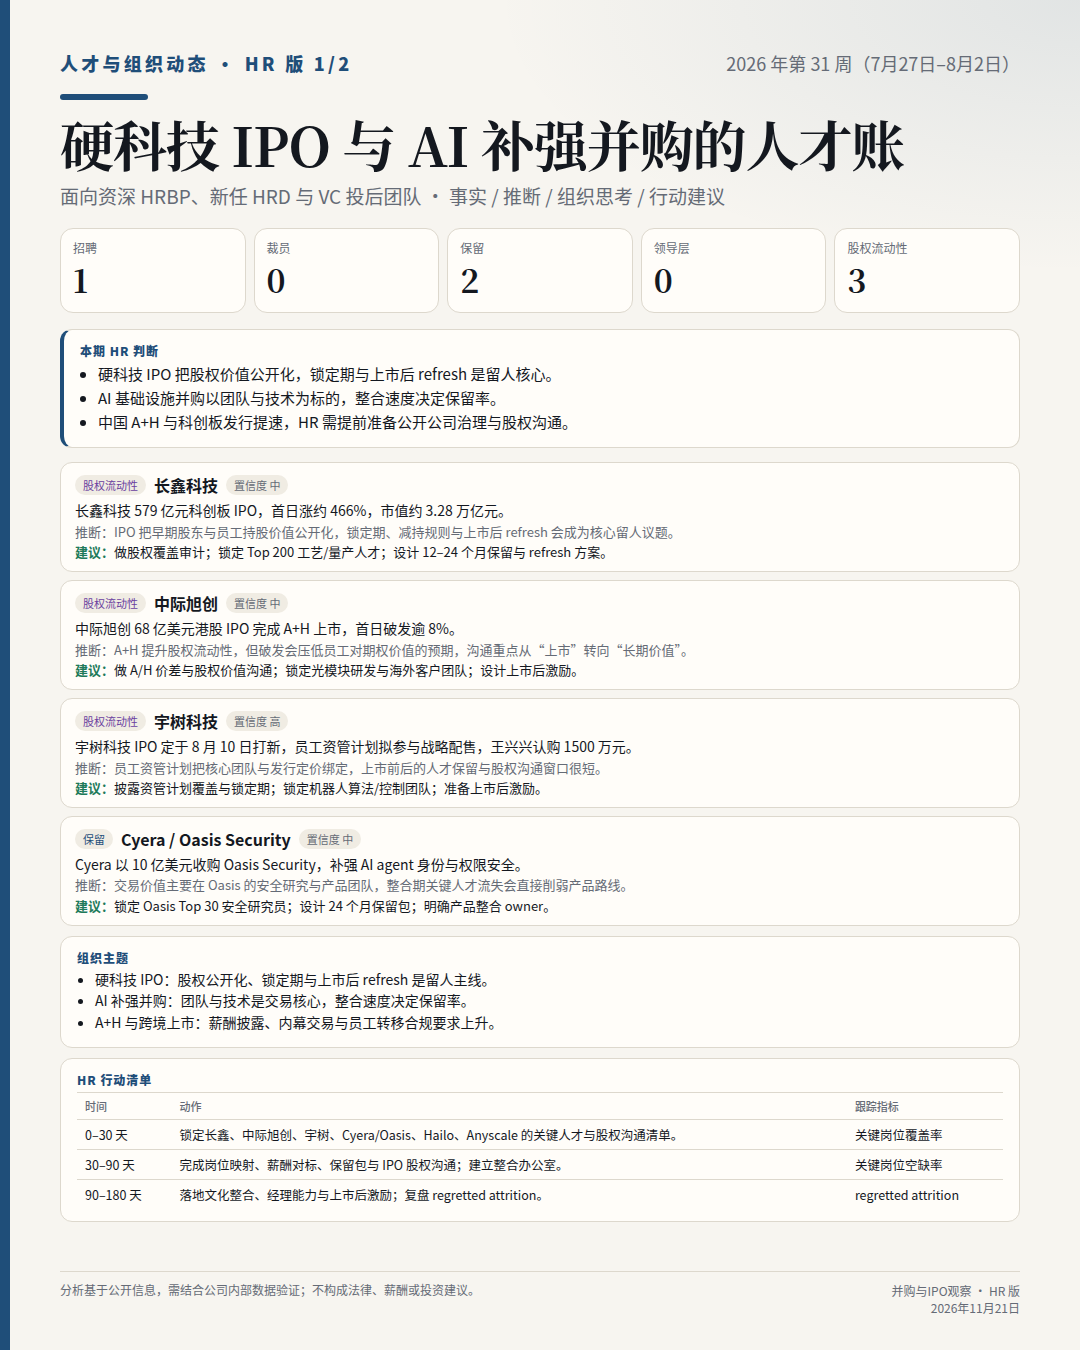 人才与组织动态 · HR 版 1/2
2026 年第 31 周（7月27日–8月2日）
硬科技 IPO 与 AI 补强并购的人才账
面向资深 HRBP、新任 HRD 与 VC 投后团队 · 事实 / 推断 / 组织思考 / 行动建议
招聘
1
裁员
0
保留
2
领导层
0
股权流动性
3
本期 HR 判断
• 硬科技 IPO 把股权价值公开化，锁定期与上市后 refresh 是留人核心。
• AI 基础设施并购以团队与技术为标的，整合速度决定保留率。
• 中国 A+H 与科创板发行提速，HR 需提前准备公开公司治理与股权沟通。
股权流动性 长鑫科技 置信度 中
长鑫科技 579 亿元科创板 IPO，首日涨约 466%，市值约 3.28 万亿元。
推断：IPO 把早期股东与员工持股价值公开化，锁定期、减持规则与上市后 refresh 会成为核心留人议题。
建议：做股权覆盖审计；锁定 Top 200 工艺/量产人才；设计 12–24 个月保留与 refresh 方案。
股权流动性 中际旭创 置信度 中
中际旭创 68 亿美元港股 IPO 完成 A+H 上市，首日破发逾 8%。
推断：A+H 提升股权流动性，但破发会压低员工对期权价值的预期，沟通重点从“上市”转向“长期价值”。
建议：做 A/H 价差与股权价值沟通；锁定光模块研发与海外客户团队；设计上市后激励。
股权流动性 宇树科技 置信度 高
宇树科技 IPO 定于 8 月 10 日打新，员工资管计划拟参与战略配售，王兴兴认购 1500 万元。
推断：员工资管计划把核心团队与发行定价绑定，上市前后的人才保留与股权沟通窗口很短。
建议：披露资管计划覆盖与锁定期；锁定机器人算法/控制团队；准备上市后激励。
保留 Cyera / Oasis Security 置信度 中
Cyera 以 10 亿美元收购 Oasis Security，补强 AI agent 身份与权限安全。
推断：交易价值主要在 Oasis 的安全研究与产品团队，整合期关键人才流失会直接削弱产品路线。
建议：锁定 Oasis Top 30 安全研究员；设计 24 个月保留包；明确产品整合 owner。
组织主题
• 硬科技 IPO：股权公开化、锁定期与上市后 refresh 是留人主线。
• AI 补强并购：团队与技术是交易核心，整合速度决定保留率。
• A+H 与跨境上市：薪酬披露、内幕交易与员工转移合规要求上升。
HR 行动清单
时间 动作 跟踪指标
0–30 天 锁定长鑫、中际旭创、宇树、Cyera/Oasis、Hailo、Anyscale 的关键人才与股权沟通清单。 关键岗位覆盖率
30–90 天 完成岗位映射、薪酬对标、保留包与 IPO 股权沟通；建立整合办公室。 关键岗位空缺率
90–180 天 落地文化整合、经理能力与上市后激励；复盘 regretted attrition。 regretted attrition
分析基于公开信息，需结合公司内部数据验证；不构成法律、薪酬或投资建议。
并购与IPO观察 · HR 版
2026年11月21日